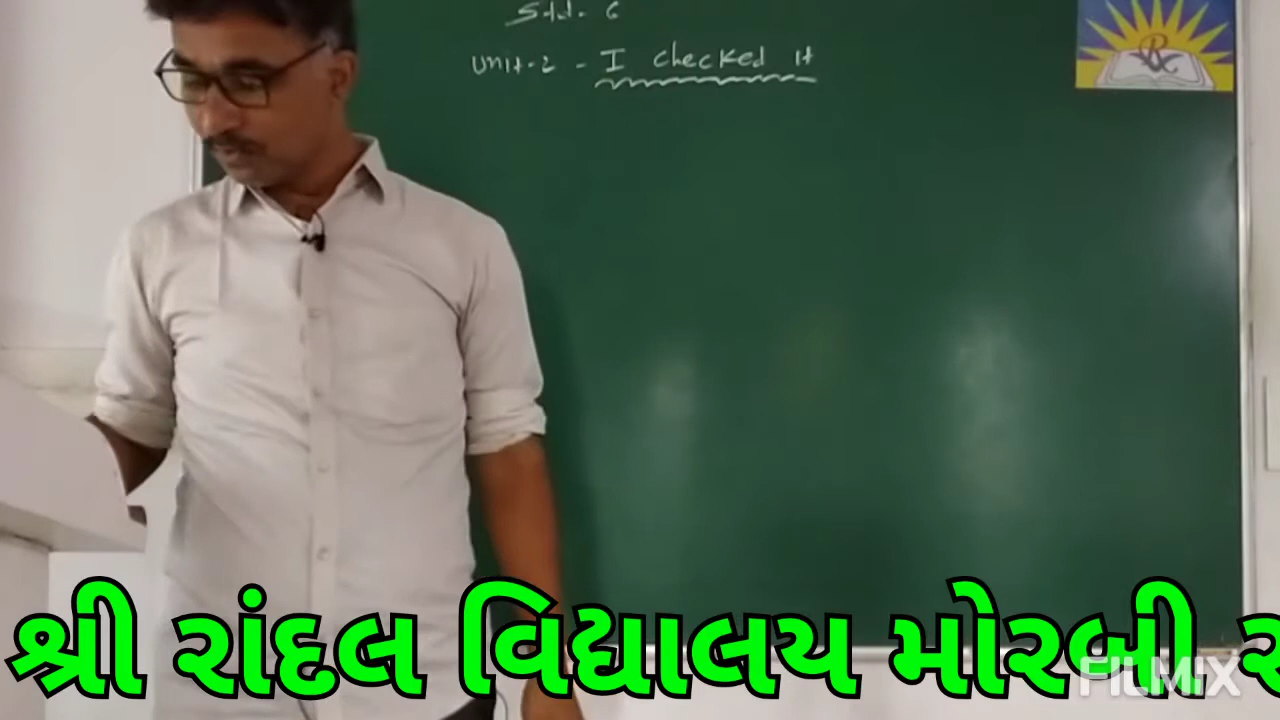 Std- 6
Unit-2 - I checked it
શ્રી રાંદલ વિદ્યાલય મોરબી
FILMIX